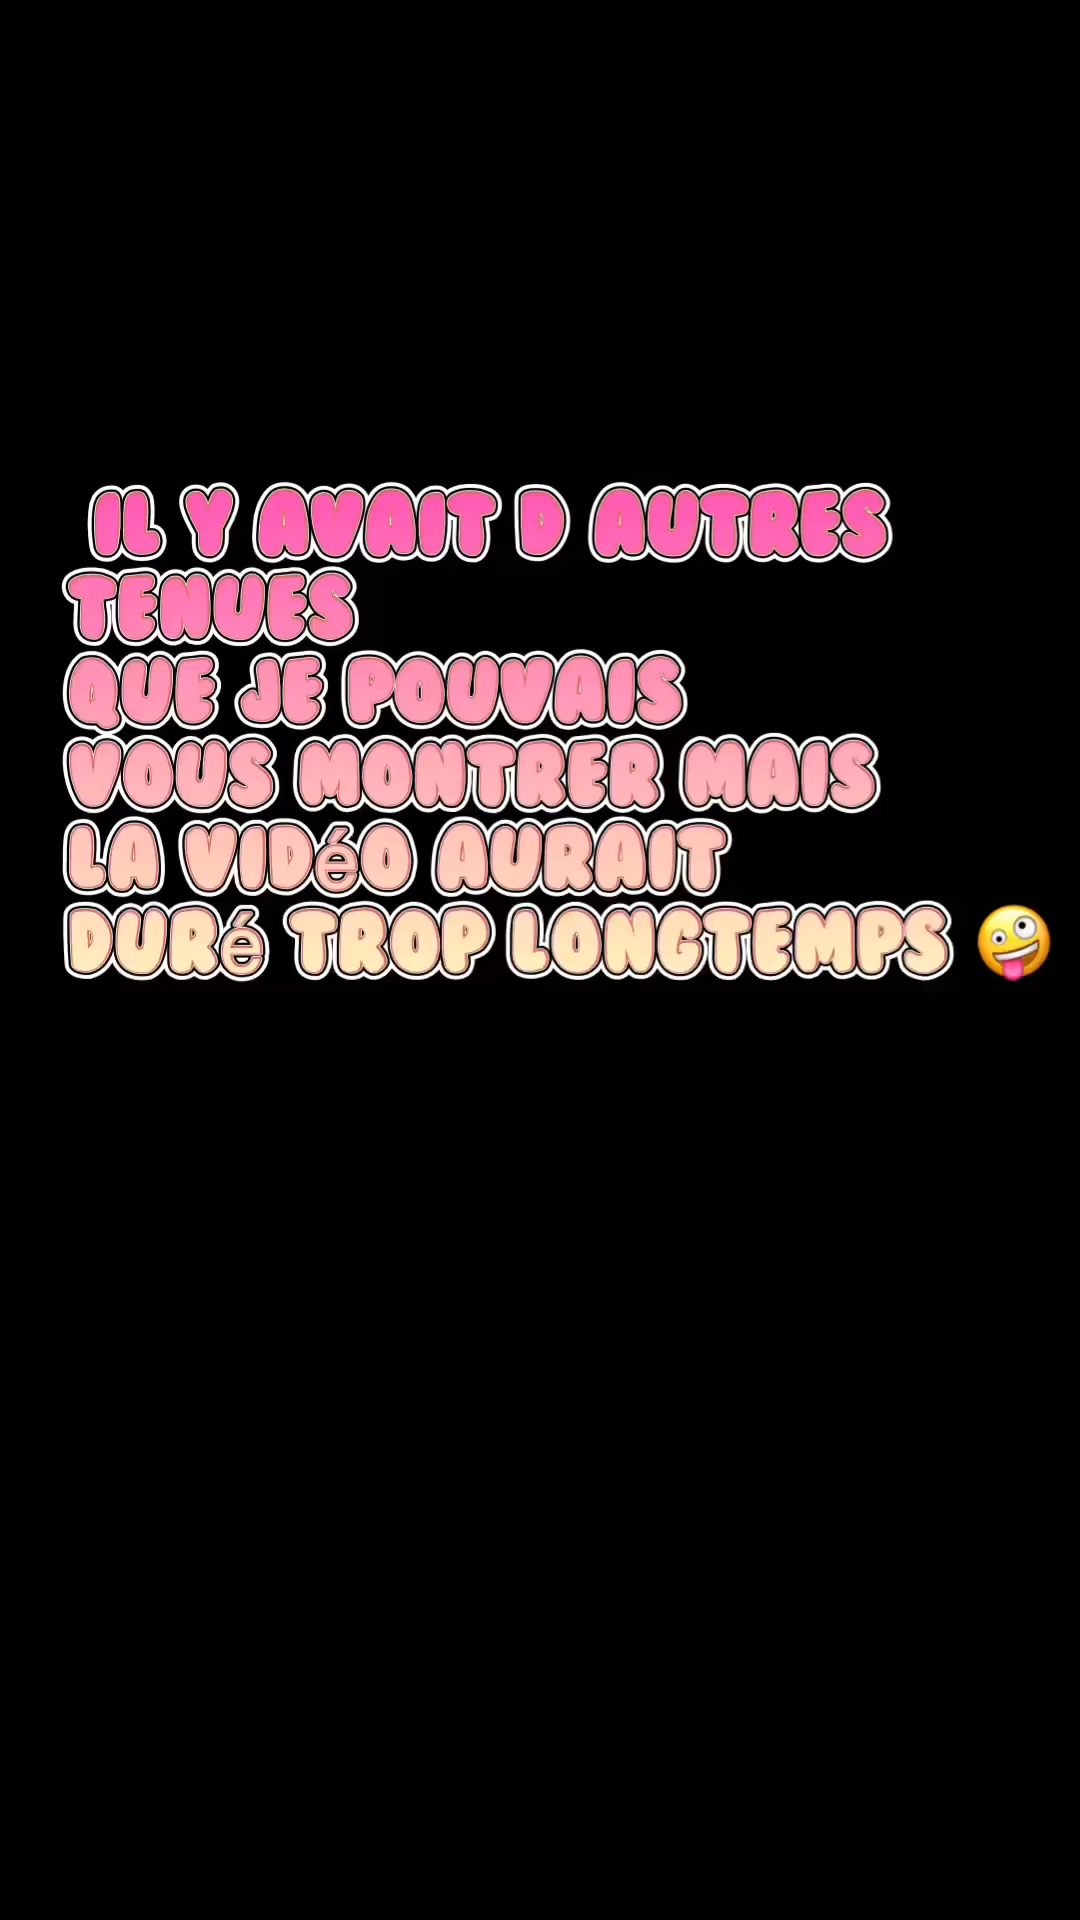 IL Y AVAIT D AUTRES
TENUES
QUE JE POUVAIS
VOUS MONTRER MAIS
LA VIDéO AURAIT
DURé TROP LONGTEMPS 🤪